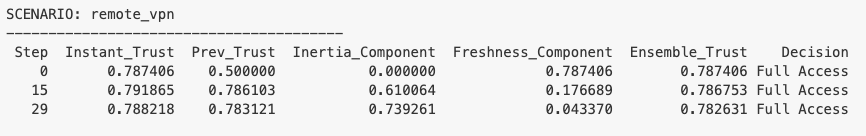 SCENARIO: remote_vpn
----------------------------------------
Step Instant_Trust Prev_Trust Inertia_Component Freshness_Component Ensemble_Trust Decision
0 0.787406 0.500000 0.000000 0.787406 0.787406 Full Access
15 0.791865 0.786103 0.610064 0.176689 0.786753 Full Access
29 0.788218 0.783121 0.739261 0.043370 0.782631 Full Access